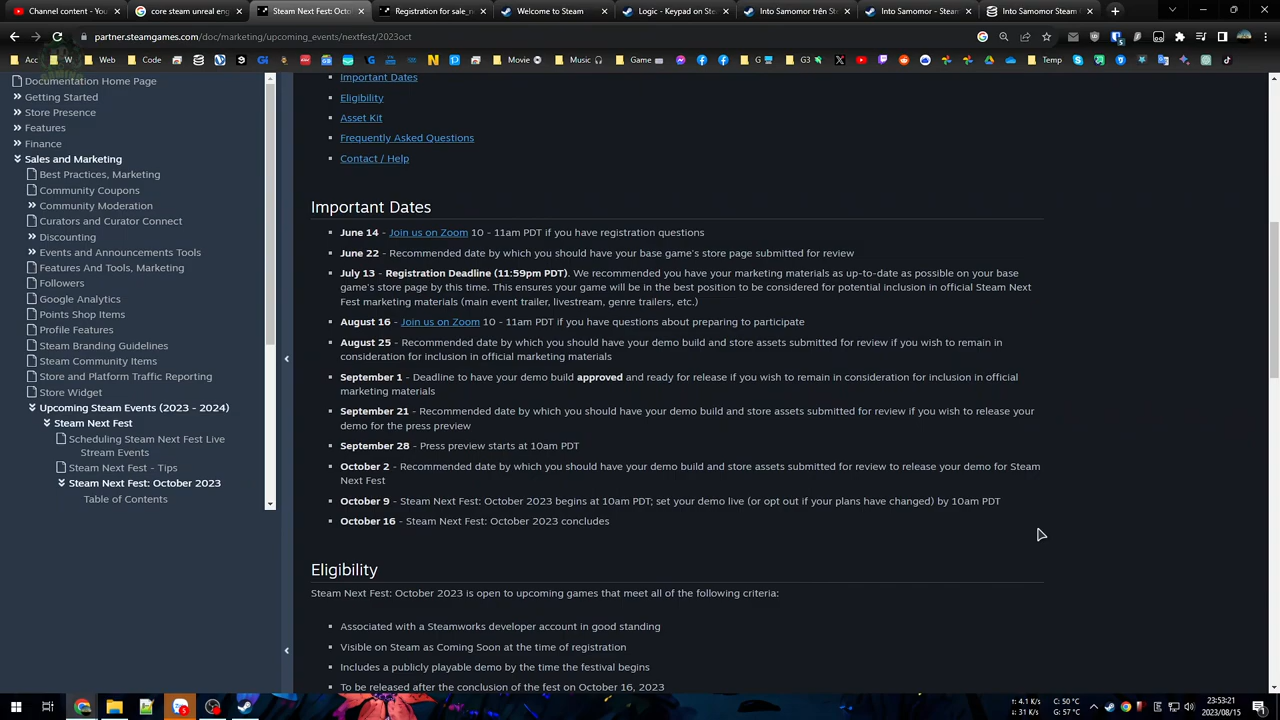 Channel content - You
core steam unreal eng
Steam Next Fest: Octo
Registration for sale_n
Welcome to Steam
Logic - Keypad on Ste
Into Samomor trên St
Into Samomor - Steam
Into Samomor Steam C
partner.steamgames.com/doc/marketing/upcoming_events/nextfest/2023oct
Acc
W
Web
Code
Movie
Music
Game
G
G3
Temp
Documentation Home Page
Getting Started
Store Presence
Features
Finance
Sales and Marketing
Best Practices, Marketing
Community Coupons
Community Moderation
Curators and Curator Connect
Discounting
Events and Announcements Tools
Features And Tools, Marketing
Followers
Google Analytics
Points Shop Items
Profile Features
Steam Branding Guidelines
Steam Community Items
Store and Platform Traffic Reporting
Store Widget
Upcoming Steam Events (2023 - 2024)
Steam Next Fest
Scheduling Steam Next Fest Live
Stream Events
Steam Next Fest - Tips
Steam Next Fest: October 2023
Table of Contents
Important Dates
Eligibility
Asset Kit
Frequently Asked Questions
Contact / Help
Important Dates
June 14 - Join us on Zoom 10 - 11am PDT if you have registration questions
June 22 - Recommended date by which you should have your base game's store page submitted for review
July 13 - Registration Deadline (11:59pm PDT). We recommended you have your marketing materials as up-to-date as possible on your base
game's store page by this time. This ensures your game will be in the best position to be considered for potential inclusion in official Steam Next
Fest marketing materials (main event trailer, livestream, genre trailers, etc.)
August 16 - Join us on Zoom 10 - 11am PDT if you have questions about preparing to participate
August 25 - Recommended date by which you should have your demo build and store assets submitted for review if you wish to remain in
consideration for inclusion in official marketing materials
September 1 - Deadline to have your demo build approved and ready for release if you wish to remain in consideration for inclusion in official
marketing materials
September 21 - Recommended date by which you should have your demo build and store assets submitted for review if you wish to release your
demo for the press preview
September 28 - Press preview starts at 10am PDT
October 2 - Recommended date by which you should have your demo build and store assets submitted for review to release your demo for Steam
Next Fest
October 9 - Steam Next Fest: October 2023 begins at 10am PDT; set your demo live (or opt out if your plans have changed) by 10am PDT
October 16 - Steam Next Fest: October 2023 concludes
Eligibility
Steam Next Fest: October 2023 is open to upcoming games that meet all of the following criteria:
Associated with a Steamworks developer account in good standing
Visible on Steam as Coming Soon at the time of registration
Includes a publicly playable demo by the time the festival begins
To be released after the conclusion of the fest on October 16, 2023
↓: 4.1 K/s
↑: 31 K/s
C: 50 °C
G: 57 °C
23:53:21
2023/08/15